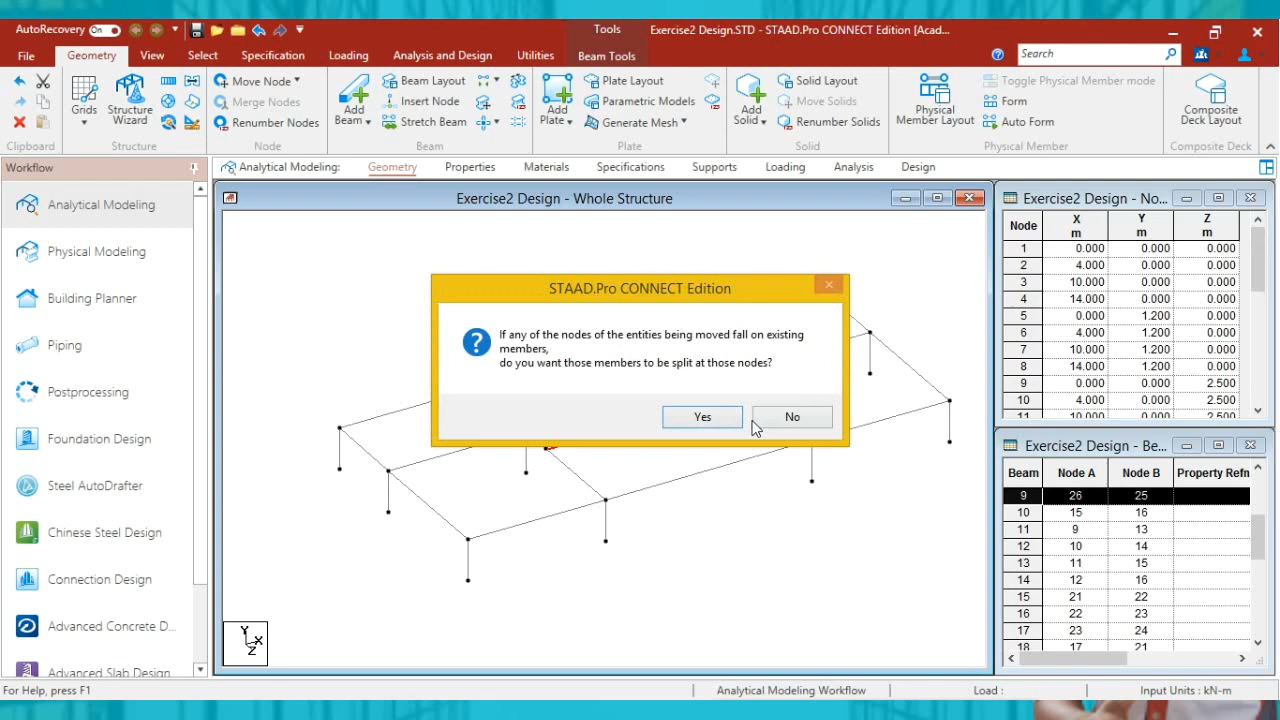 AutoRecovery On
Tools
Exercise2 Design.STD - STAAD.Pro CONNECT Edition [Acad...
File Geometry View Select Specification Loading Analysis and Design Utilities Beam Tools
Search
Grids
Structure Wizard
Structure
Clipboard
Move Node
Merge Nodes
Renumber Nodes
Node
Add Beam
Beam Layout
Insert Node
Stretch Beam
Beam
Add Plate
Plate Layout
Parametric Models
Generate Mesh
Plate
Add Solid
Solid Layout
Move Solids
Renumber Solids
Solid
Physical Member Layout
Toggle Physical Member mode
Form
Auto Form
Physical Member
Composite Deck Layout
Composite Deck
Workflow
Analytical Modeling: Geometry Properties Materials Specifications Supports Loading Analysis Design
Analytical Modeling
Physical Modeling
Building Planner
Piping
Postprocessing
Foundation Design
Steel AutoDrafter
Chinese Steel Design
Connection Design
Advanced Concrete D...
Advanced Slab Design
Exercise2 Design - Whole Structure
STAAD.Pro CONNECT Edition
If any of the nodes of the entities being moved fall on existing
members,
do you want those members to be split at those nodes?
Yes No
Y
X
Z
Exercise2 Design - No...
Node X m Y m Z m
1 0.000 0.000 0.000
2 4.000 0.000 0.000
3 10.000 0.000 0.000
4 14.000 0.000 0.000
5 0.000 1.200 0.000
6 4.000 1.200 0.000
7 10.000 1.200 0.000
8 14.000 1.200 0.000
9 0.000 0.000 2.500
10 4.000 0.000 2.500
11 10.000 0.000 2.500
Exercise2 Design - Be...
Beam Node A Node B Property Refn
9 26 25
10 15 16
11 9 13
12 10 14
13 11 15
14 12 16
15 21 22
16 22 23
17 23 24
18 17 21
For Help, press F1
Analytical Modeling Workflow
Load :
Input Units : kN-m